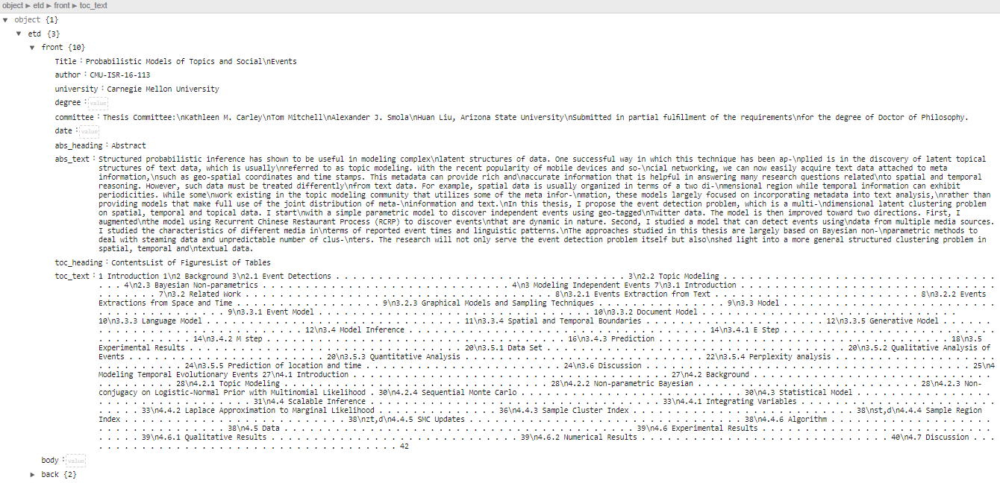 object ▶ etd ▶ front ▶ toc_text
▼ object {1}
▼ etd {3}
▼ front {10}
Title : Probabilistic Models of Topics and Social\nEvents
author : CMU-ISR-16-113
university : Carnegie Mellon University
degree : value
committee : Thesis Committee:\nKathleen M. Carley\nTom Mitchell\nAlexander J. Smola\nHuan Liu, Arizona State University\nSubmitted in partial fulfillment of the requirements\nfor the degree of Doctor of Philosophy.
date : value
abs_heading : Abstract
abs_text : Structured probabilistic inference has shown to be useful in modeling complex\nlatent structures of data. One successful way in which this technique has been ap-\nplied is in the discovery of latent topical
structures of text data, which is usually\nreferred to as topic modeling. With the recent popularity of mobile devices and so-\ncial networking, we can now easily acquire text data attached to meta
information,\nsuch as geo-spatial coordinates and time stamps. This metadata can provide rich and\naccurate information that is helpful in answering many research questions related\nto spatial and temporal
reasoning. However, such data must be treated differently\nfrom text data. For example, spatial data is usually organized in terms of a two di-\nmensional region while temporal information can exhibit
periodicities. While some\nwork existing in the topic modeling community that utilizes some of the meta infor-\nmation, these models largely focused on incorporating metadata into text analysis,\nrather than
providing models that make full use of the joint distribution of meta-\ninformation and text.\nIn this thesis, I propose the event detection problem, which is a multi-\ndimensional latent clustering problem
on spatial, temporal and topical data. I start\nwith a simple parametric model to discover independent events using geo-tagged\nTwitter data. The model is then improved toward two directions. First, I
augmented\nthe model using Recurrent Chinese Restaurant Process (RCRP) to discover events\nthat are dynamic in nature. Second, I studied a model that can detect events using\ndata from multiple media sources.
I studied the characteristics of different media in\nterms of reported event times and linguistic patterns.\nThe approaches studied in this thesis are largely based on Bayesian non-\nparametric methods to
deal with steaming data and unpredictable number of clus-\nters. The research will not only serve the event detection problem itself but also\nshed light into a more general structured clustering problem in
spatial, temporal and\ntextual data.
toc_heading : ContentsList of FiguresList of Tables
toc_text : 1 Introduction 1\n2 Background 3\n2.1 Event Detections . . . . . . . . . . 3\n2.2 Topic Modeling . . . . . . . . . .
. . . 4\n2.3 Bayesian Non-parametrics . . . . . . . . . . 4\n3 Modeling Independent Events 7\n3.1 Introduction . . . . . . . . . .
. . . . . . 7\n3.2 Related Work . . . . . . . . . . 8\n3.2.1 Events Extraction from Text . . . . . . . . . . 8\n3.2.2 Events
Extractions from Space and Time . . . . . . . . . . 9\n3.2.3 Graphical Models and Sampling Techniques . . . . . . . . . . 9\n3.3 Model . . . . . . . . . .
. . . . . . . . . . 9\n3.3.1 Event Model . . . . . . . . . . 10\n3.3.2 Document Model . . . . . . . . . .
10\n3.3.3 Language Model . . . . . . . . . . 11\n3.3.4 Spatial and Temporal Boundaries . . . . . . . . . . 12\n3.3.5 Generative Model . . . . . .
. . . . . . . . . . 12\n3.4 Model Inference . . . . . . . . . . 14\n3.4.1 E Step . . . . . . . . . .
. . . . . . . . . . 14\n3.4.2 M step . . . . . . . . . . 16\n3.4.3 Prediction . . . . . . . . . . 18\n3.5
Experimental Results . . . . . . . . . . 20\n3.5.1 Data Set . . . . . . . . . . 20\n3.5.2 Qualitative Analysis of
Events . . . . . . . . . . 20\n3.5.3 Quantitative Analysis . . . . . . . . . . 22\n3.5.4 Perplexity analysis . . . . . . . . . .
. . . . . . . . 24\n3.5.5 Prediction of location and time . . . . . . . . . . 24\n3.6 Discussion . . . . . . . . . . 25\n4
Modeling Temporal Evolutionary Events 27\n4.1 Introduction . . . . . . . . . . 27\n4.2 Background . . . . . . . . . .
. . . . . . . 28\n4.2.1 Topic Modeling . . . . . . . . . . 28\n4.2.2 Non-parametric Bayesian . . . . . . . . . . 28\n4.2.3 Non-
conjugacy on Logistic-Normal Prior with Multinomial Likelihood . 30\n4.2.4 Sequential Monte Carlo . . . . . . . . . . 30\n4.3 Statistical Model . . . . . . . . . .
. . . . . . . . . . 31\n4.4 Scalable Inference . . . . . . . . . . 33\n4.4.1 Integrating Variables . . . . . . . . . .
. . . . 33\n4.4.2 Laplace Approximation to Marginal Likelihood . . . . . . . . . . 36\n4.4.3 Sample Cluster Index . . . . . . . . . . 38\nst,d\n4.4.4 Sample Region
Index . . . . . . . . . . 38\nzt,d\n4.4.5 SMC Updates . . . . . . . . . . 38\n4.4.6 Algorithm . . . . . . . . . .
. . . . . . . . . . 38\n4.5 Data . . . . . . . . . . 39\n4.6 Experimental Results . . . . . . . . . .
. . . . 39\n4.6.1 Qualitative Results . . . . . . . . . . 39\n4.6.2 Numerical Results . . . . . . . . . . 40\n4.7 Discussion . . .
. . . . . . . . . . 42
body : value
▶ back {2}